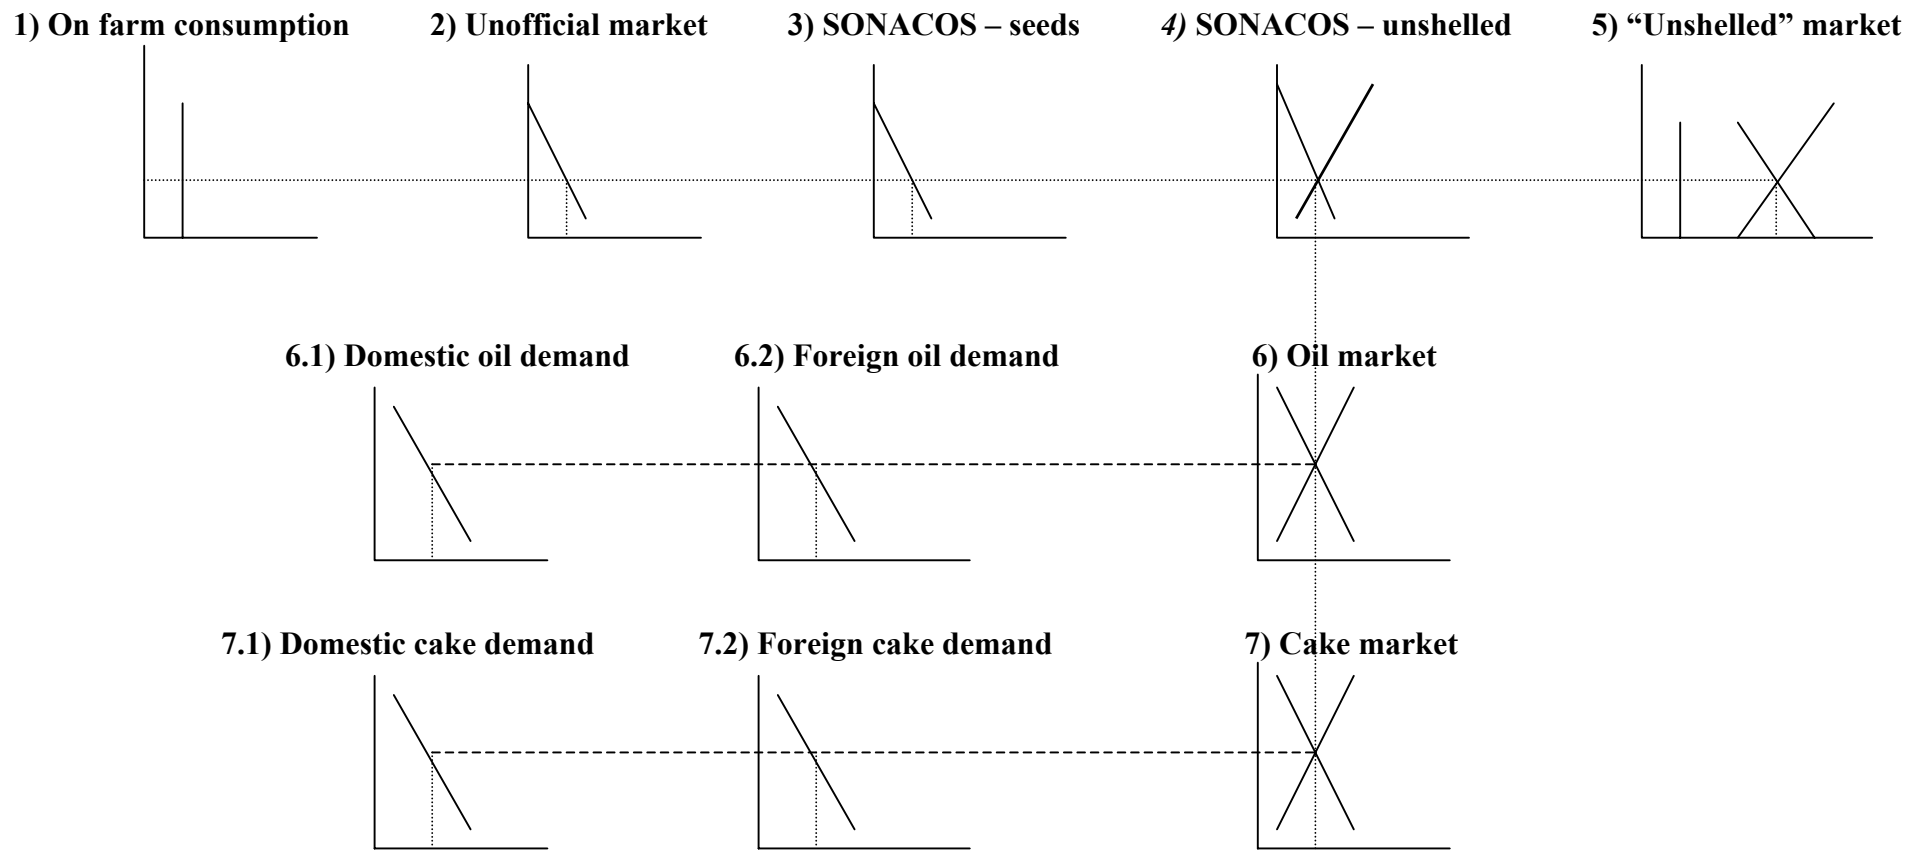 1) On farm consumption
2) Unofficial market
3) SONACOS – seeds
4) SONACOS – unshelled
5) “Unshelled” market
6.1) Domestic oil demand
6.2) Foreign oil demand
6) Oil market
7.1) Domestic cake demand
7.2) Foreign cake demand
7) Cake market